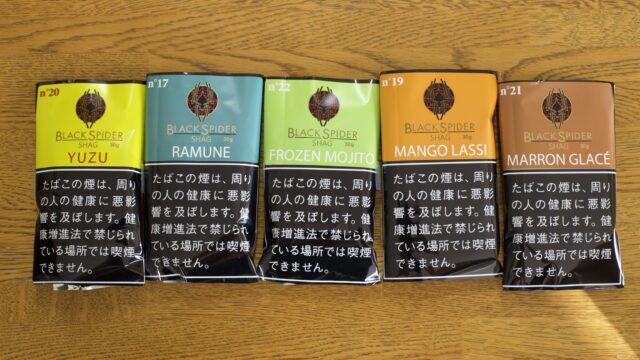 n°20
BLACK SPIDER
SHAG 30g
YUZU
たばこの煙は、周り
の人の健康に悪影
響を及ぼします。健
康増進法で禁じられ
ている場所では喫煙
できません。
n°17
BLACK SPIDER
SHAG 30g
RAMUNE
たばこの煙は、周り
の人の健康に悪影
響を及ぼします。健
康増進法で禁じられ
ている場所では喫煙
できません。
n°22
BLACK SPIDER
SHAG 30g
FROZEN MOJITO
たばこの煙は、周り
の人の健康に悪影
響を及ぼします。健
康増進法で禁じられ
ている場所では喫煙
できません。
n°19
BLACK SPIDER
SHAG 30g
MANGO LASSI
たばこの煙は、周り
の人の健康に悪影
響を及ぼします。健
康増進法で禁じられ
ている場所では喫煙
できません。
n°21
BLACK SPIDER
SHAG 30g
MARRON GLACÉ
たばこの煙は、周り
の人の健康に悪影
響を及ぼします。健
康増進法で禁じられ
ている場所では喫煙
できません。